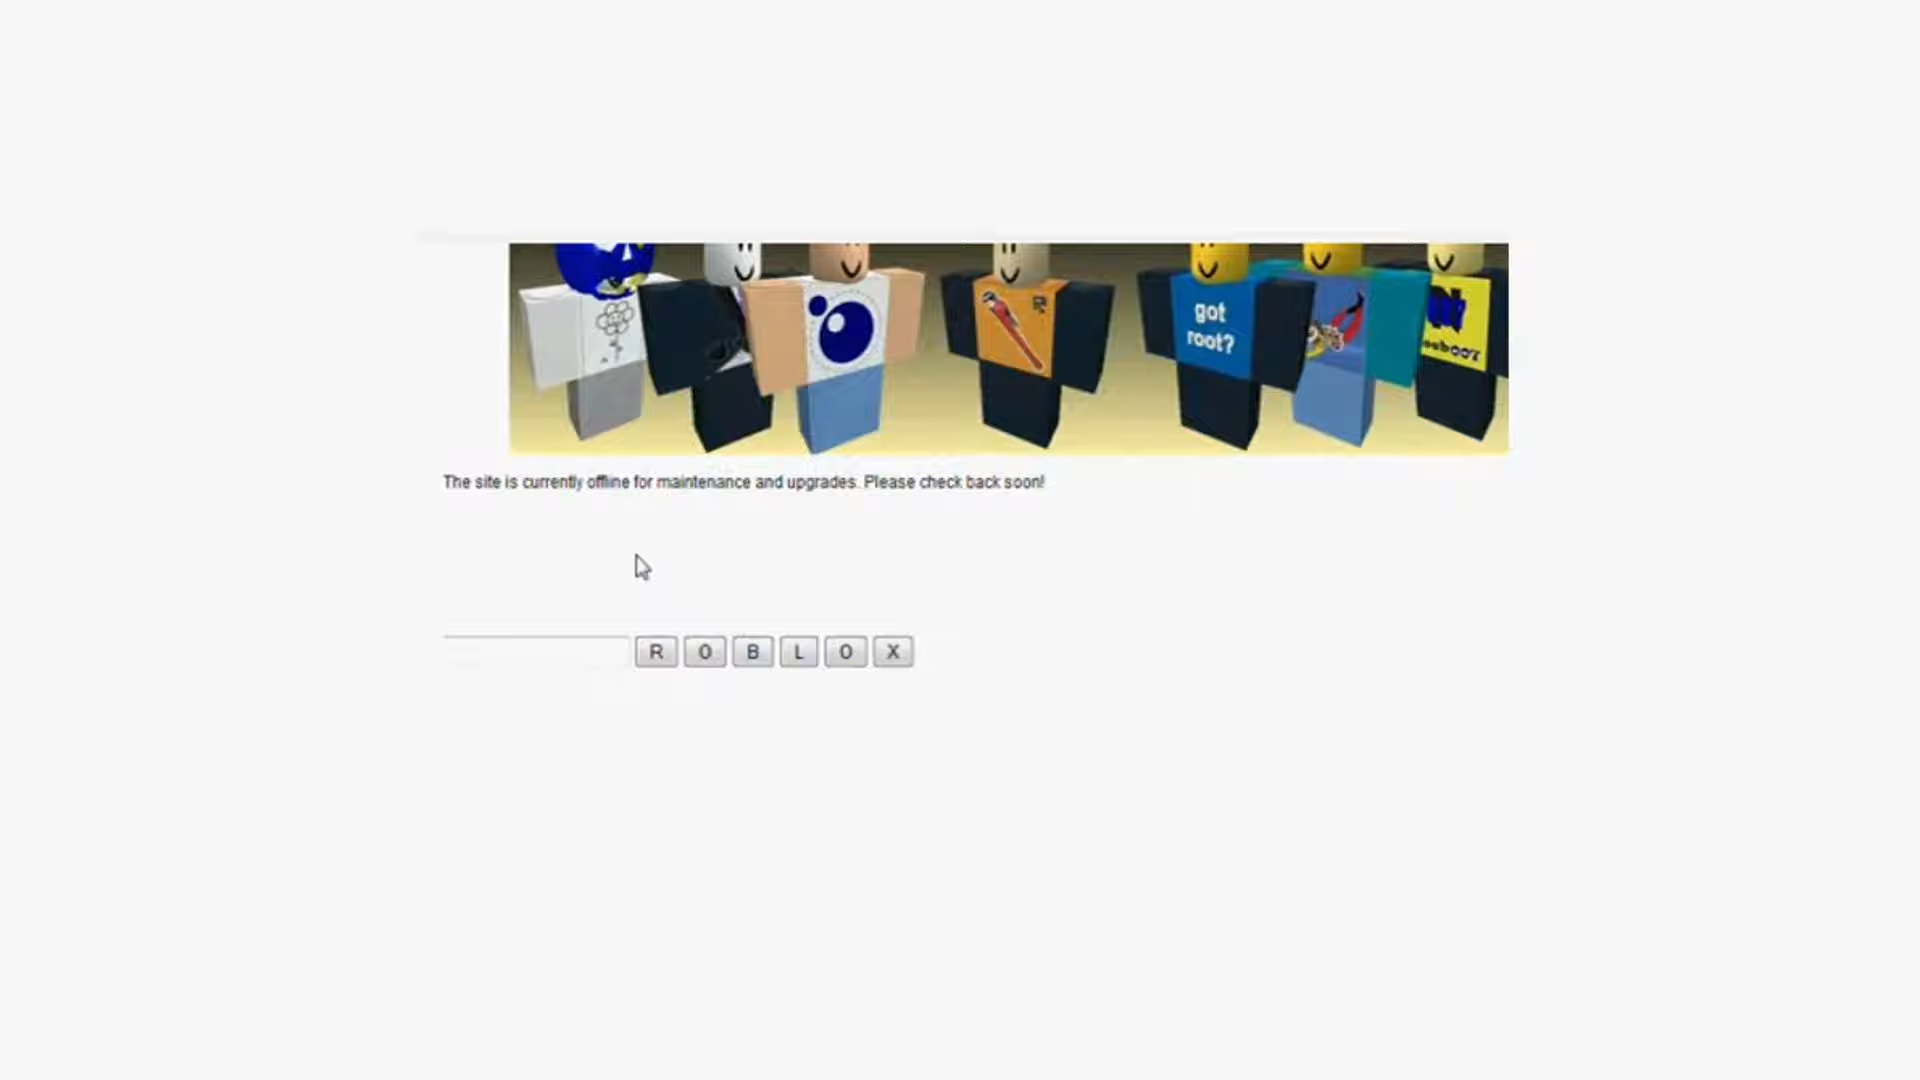 got
root?
The site is currently offline for maintenance and upgrades. Please check back soon!
R O B L O X